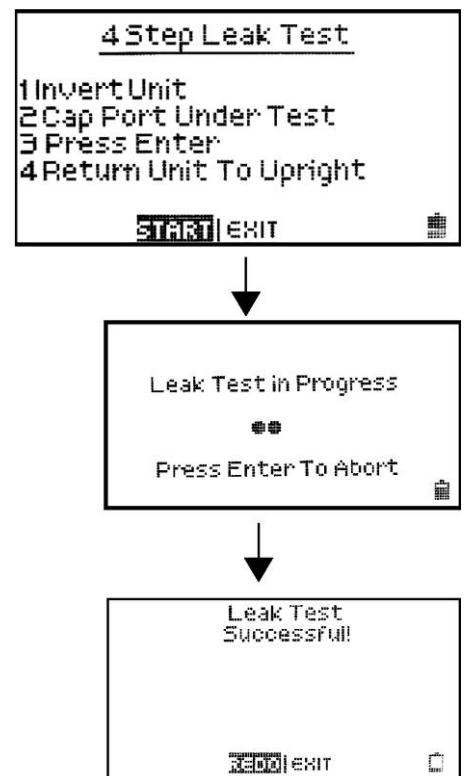 4 Step Leak Test
1 Invert Unit
2 Cap Port Under Test
3 Press Enter
4 Return Unit To Upright
START | EXIT
Leak Test in Progress
Press Enter To Abort
Leak Test
Successful!
REDO | EXIT